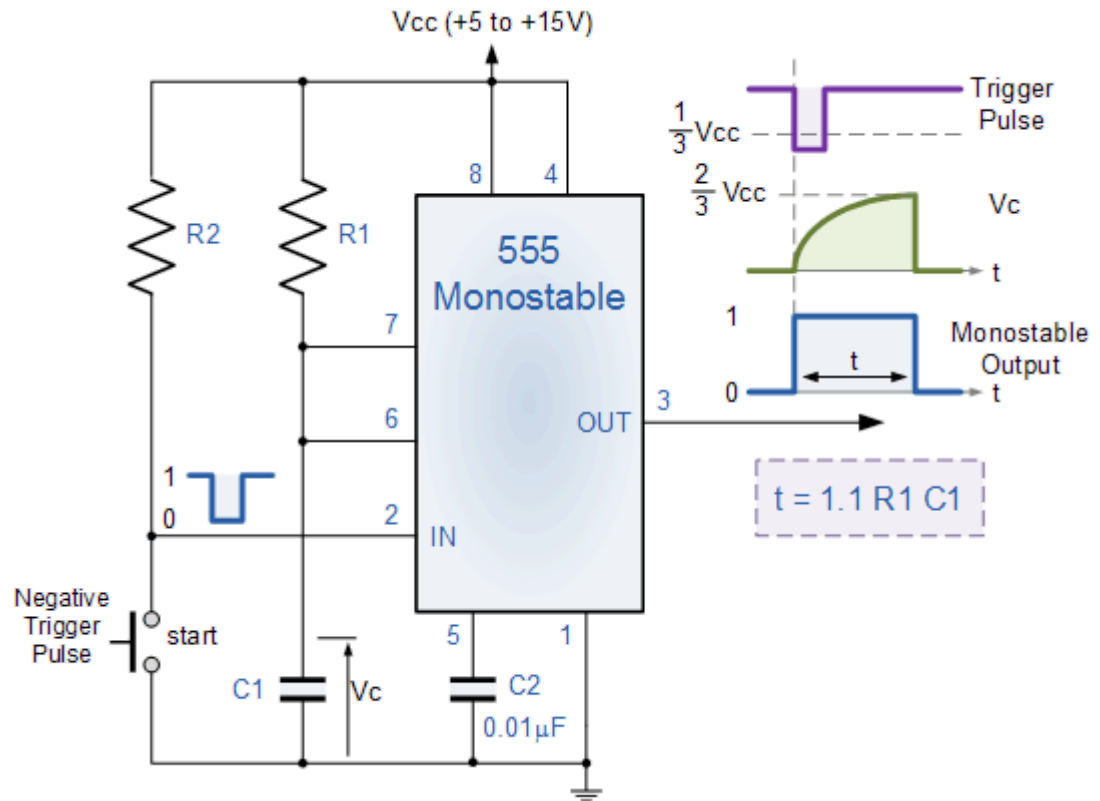 Vcc (+5 to +15V)
Trigger
Pulse
1
3
Vcc
8
4
2
3
Vcc
Vc
t
R2
R1
555
Monostable
7
1
Monostable
Output
t
0
t
3
6
OUT
t = 1.1 R1 C1
1
0
2
IN
Negative
Trigger
Pulse
start
5
1
C1
Vc
C2
0.01µF